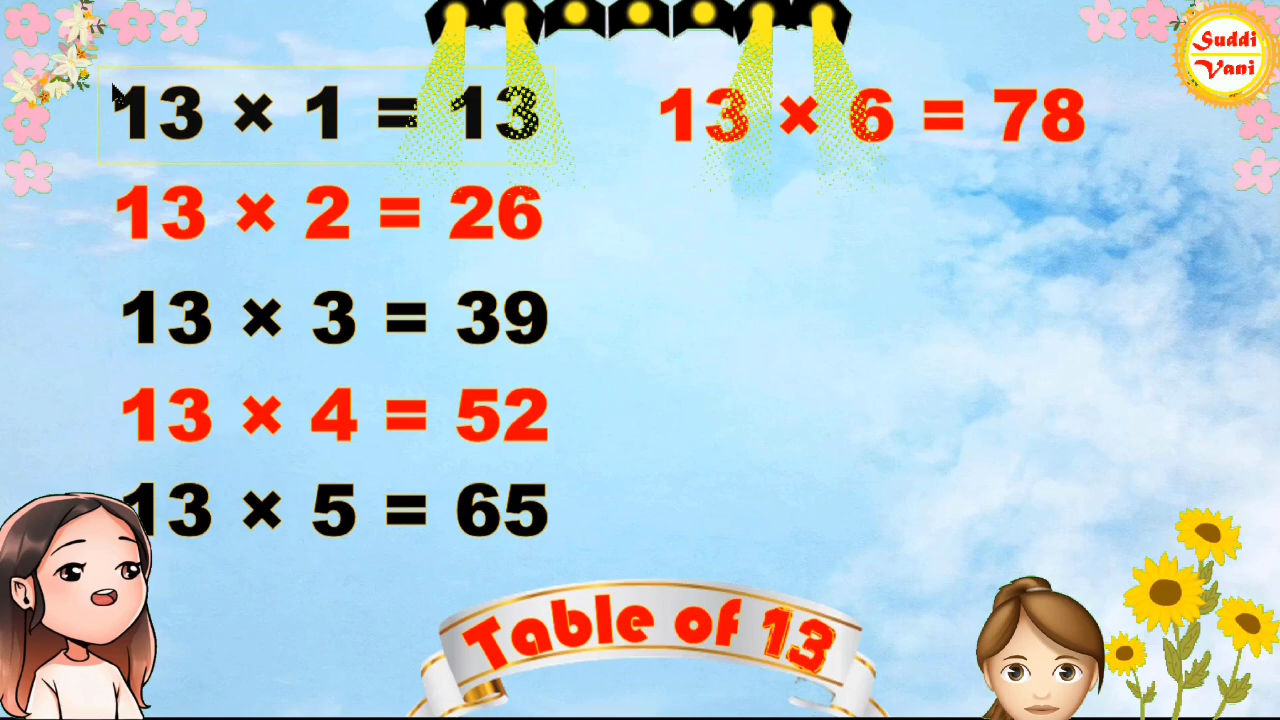 13 × 1 = 13
13 × 2 = 26
13 × 3 = 39
13 × 4 = 52
13 × 5 = 65
13 × 6 = 78
Suddi
Vani
Table of 13